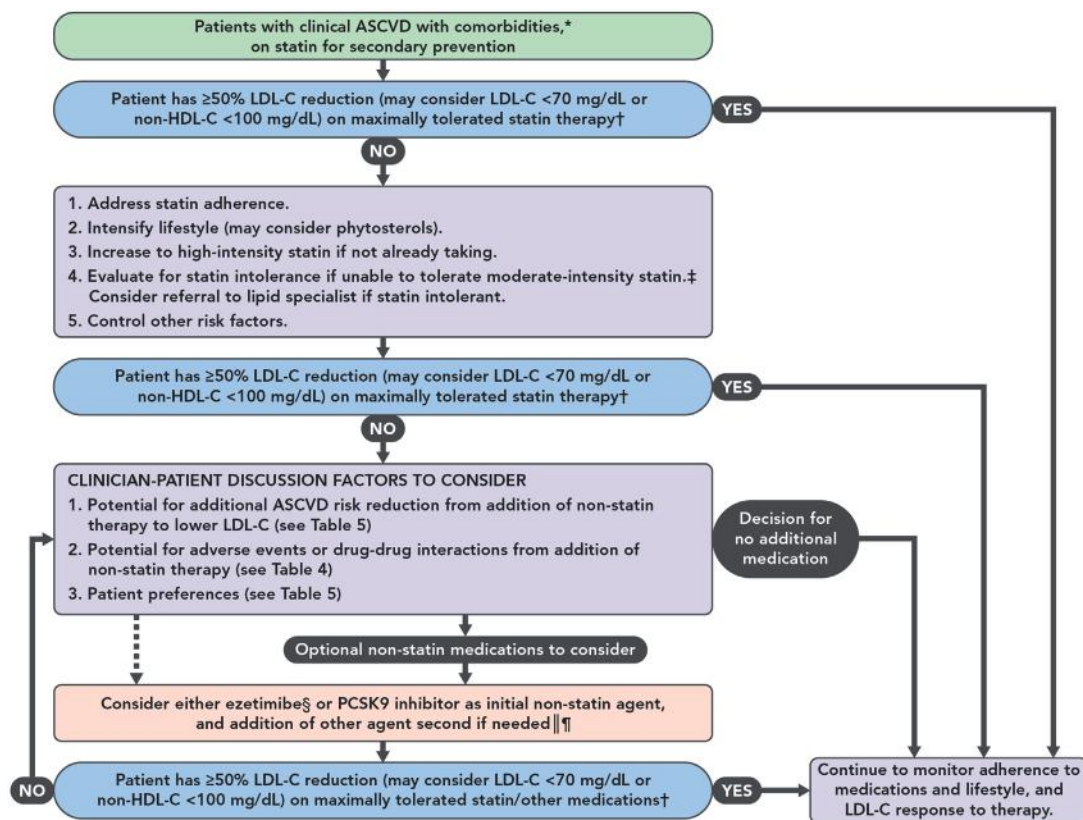 Patients with clinical ASCVD with comorbidities,*
on statin for secondary prevention
Patient has ≥50% LDL-C reduction (may consider LDL-C <70 mg/dL or
non-HDL-C <100 mg/dL) on maximally tolerated statin therapy†
YES
NO
1. Address statin adherence.
2. Intensify lifestyle (may consider phytosterols).
3. Increase to high-intensity statin if not already taking.
4. Evaluate for statin intolerance if unable to tolerate moderate-intensity statin.‡
Consider referral to lipid specialist if statin intolerant.
5. Control other risk factors.
Patient has ≥50% LDL-C reduction (may consider LDL-C <70 mg/dL or
non-HDL-C <100 mg/dL) on maximally tolerated statin therapy†
YES
NO
CLINICIAN-PATIENT DISCUSSION FACTORS TO CONSIDER
1. Potential for additional ASCVD risk reduction from addition of non-statin
therapy to lower LDL-C (see Table 5)
2. Potential for adverse events or drug-drug interactions from addition of
non-statin therapy (see Table 4)
3. Patient preferences (see Table 5)
Decision for
no additional
medication
Optional non-statin medications to consider
Consider either ezetimibe§ or PCSK9 inhibitor as initial non-statin agent,
and addition of other agent second if needed‖¶
NO
Patient has ≥50% LDL-C reduction (may consider LDL-C <70 mg/dL or
non-HDL-C <100 mg/dL) on maximally tolerated statin/other medications†
YES
Continue to monitor adherence to
medications and lifestyle, and
LDL-C response to therapy.